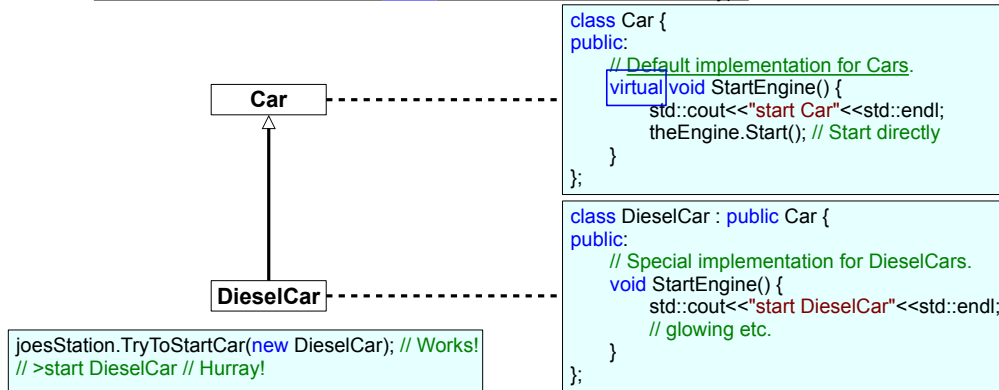 class Car {
public:
// Default implementation for Cars.
virtual void StartEngine() {
std::cout<<"start Car"<<std::endl;
theEngine.Start(); // Start directly
}
};
Car
class DieselCar : public Car {
public:
// Special implementation for DieselCars.
void StartEngine() {
std::cout<<"start DieselCar"<<std::endl;
// glowing etc.
}
};
DieselCar
joesStation.TryToStartCar(new DieselCar); // Works!
// >start DieselCar // Hurray!